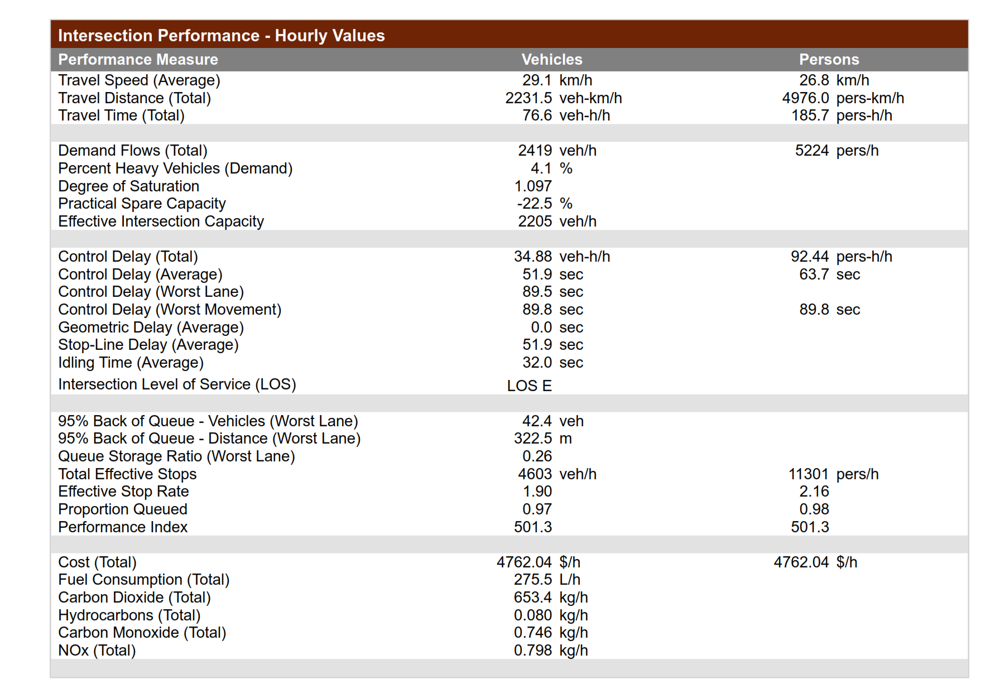 Intersection Performance - Hourly Values
Performance Measure Vehicles Persons
Travel Speed (Average) 29.1 km/h 26.8 km/h
Travel Distance (Total) 2231.5 veh-km/h 4976.0 pers-km/h
Travel Time (Total) 76.6 veh-h/h 185.7 pers-h/h
Demand Flows (Total) 2419 veh/h 5224 pers/h
Percent Heavy Vehicles (Demand) 4.1 %
Degree of Saturation 1.097
Practical Spare Capacity -22.5 %
Effective Intersection Capacity 2205 veh/h
Control Delay (Total) 34.88 veh-h/h 92.44 pers-h/h
Control Delay (Average) 51.9 sec 63.7 sec
Control Delay (Worst Lane) 89.5 sec
Control Delay (Worst Movement) 89.8 sec 89.8 sec
Geometric Delay (Average) 0.0 sec
Stop-Line Delay (Average) 51.9 sec
Idling Time (Average) 32.0 sec
Intersection Level of Service (LOS) LOS E
95% Back of Queue - Vehicles (Worst Lane) 42.4 veh
95% Back of Queue - Distance (Worst Lane) 322.5 m
Queue Storage Ratio (Worst Lane) 0.26
Total Effective Stops 4603 veh/h 11301 pers/h
Effective Stop Rate 1.90 2.16
Proportion Queued 0.97 0.98
Performance Index 501.3 501.3
Cost (Total) 4762.04 $/h 4762.04 $/h
Fuel Consumption (Total) 275.5 L/h
Carbon Dioxide (Total) 653.4 kg/h
Hydrocarbons (Total) 0.080 kg/h
Carbon Monoxide (Total) 0.746 kg/h
NOx (Total) 0.798 kg/h